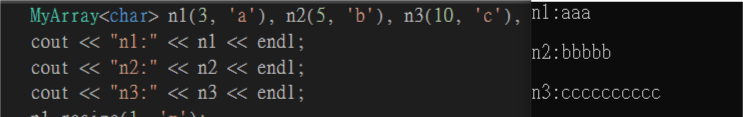 MyArray<char> n1(3, 'a'), n2(5, 'b'), n3(10, 'c'),
cout << "n1:" << n1 << endl;
cout << "n2:" << n2 << endl;
cout << "n3:" << n3 << endl;
n1:aaa
n2:bbbbb
n3:cccccccccc